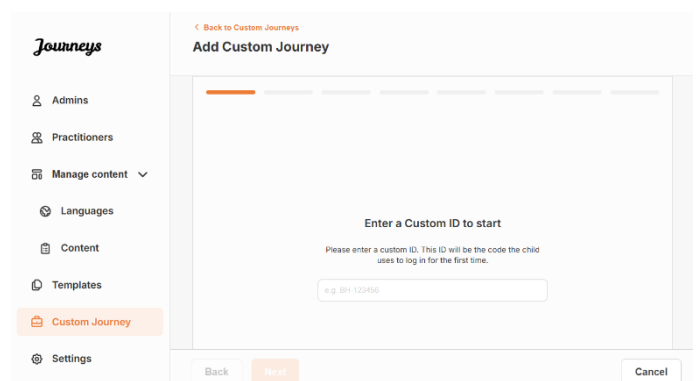 Journeys
Admins
Practitioners
Manage content
Languages
Content
Templates
Custom Journey
Settings
< Back to Custom Journeys
Add Custom Journey
Enter a Custom ID to start
Please enter a custom ID. This ID will be the code the child
uses to log in for the first time.
e.g. BH-123456
Back
Next
Cancel